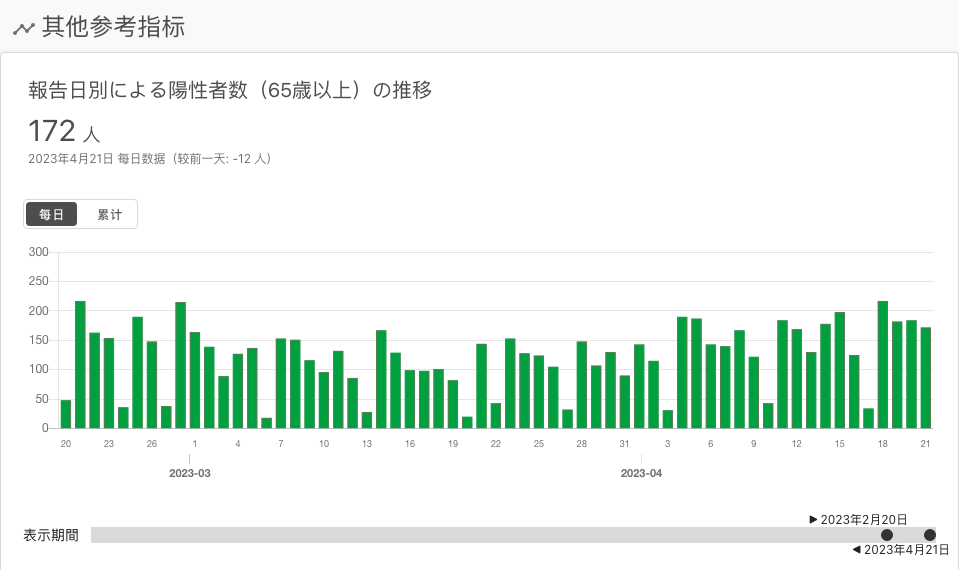 其他参考指标
報告日別による陽性者数（65歳以上）の推移
172 人
2023年4月21日 每日数据（较前一天: -12 人）
每日 累计
300
250
200
150
100
50
0
20 23 26 1 4 7 10 13 16 19 22 25 28 31 3 6 9 12 15 18 21
2023-03 2023-04
表示期間
2023年2月20日
2023年4月21日